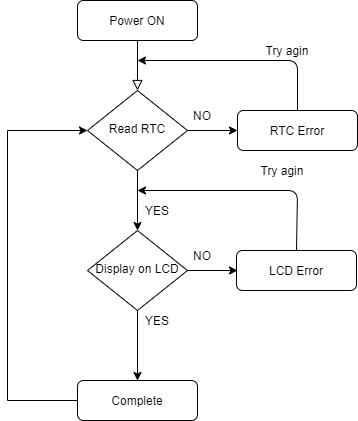 Power ON
Try agin
Read RTC
NO
RTC Error
Try agin
YES
Display on LCD
NO
LCD Error
YES
Complete